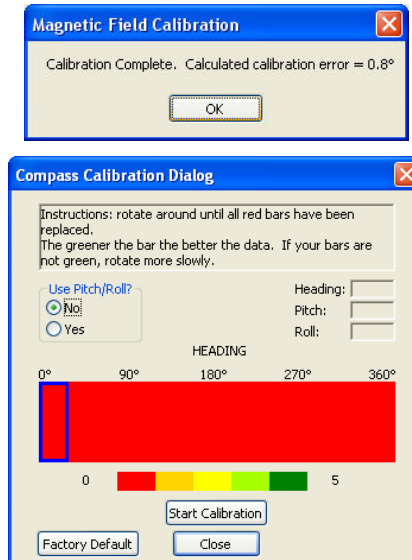 Magnetic Field Calibration
Calibration Complete. Calculated calibration error = 0.8°
OK
Compass Calibration Dialog
Instructions: rotate around until all red bars have been
replaced.
The greener the bar the better the data. If your bars are
not green, rotate more slowly.
Use Pitch/Roll?
No
Yes
Heading:
Pitch:
Roll:
HEADING
0° 90° 180° 270° 360°
0 5
Start Calibration
Factory Default Close